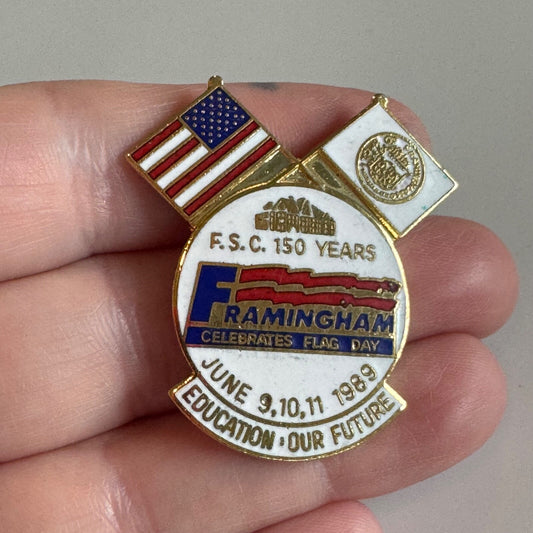 F.S.C. 150 YEARS
FRAMINGHAM
CELEBRATES FLAG DAY
JUNE 9,10,11 1989
EDUCATION: OUR FUTURE